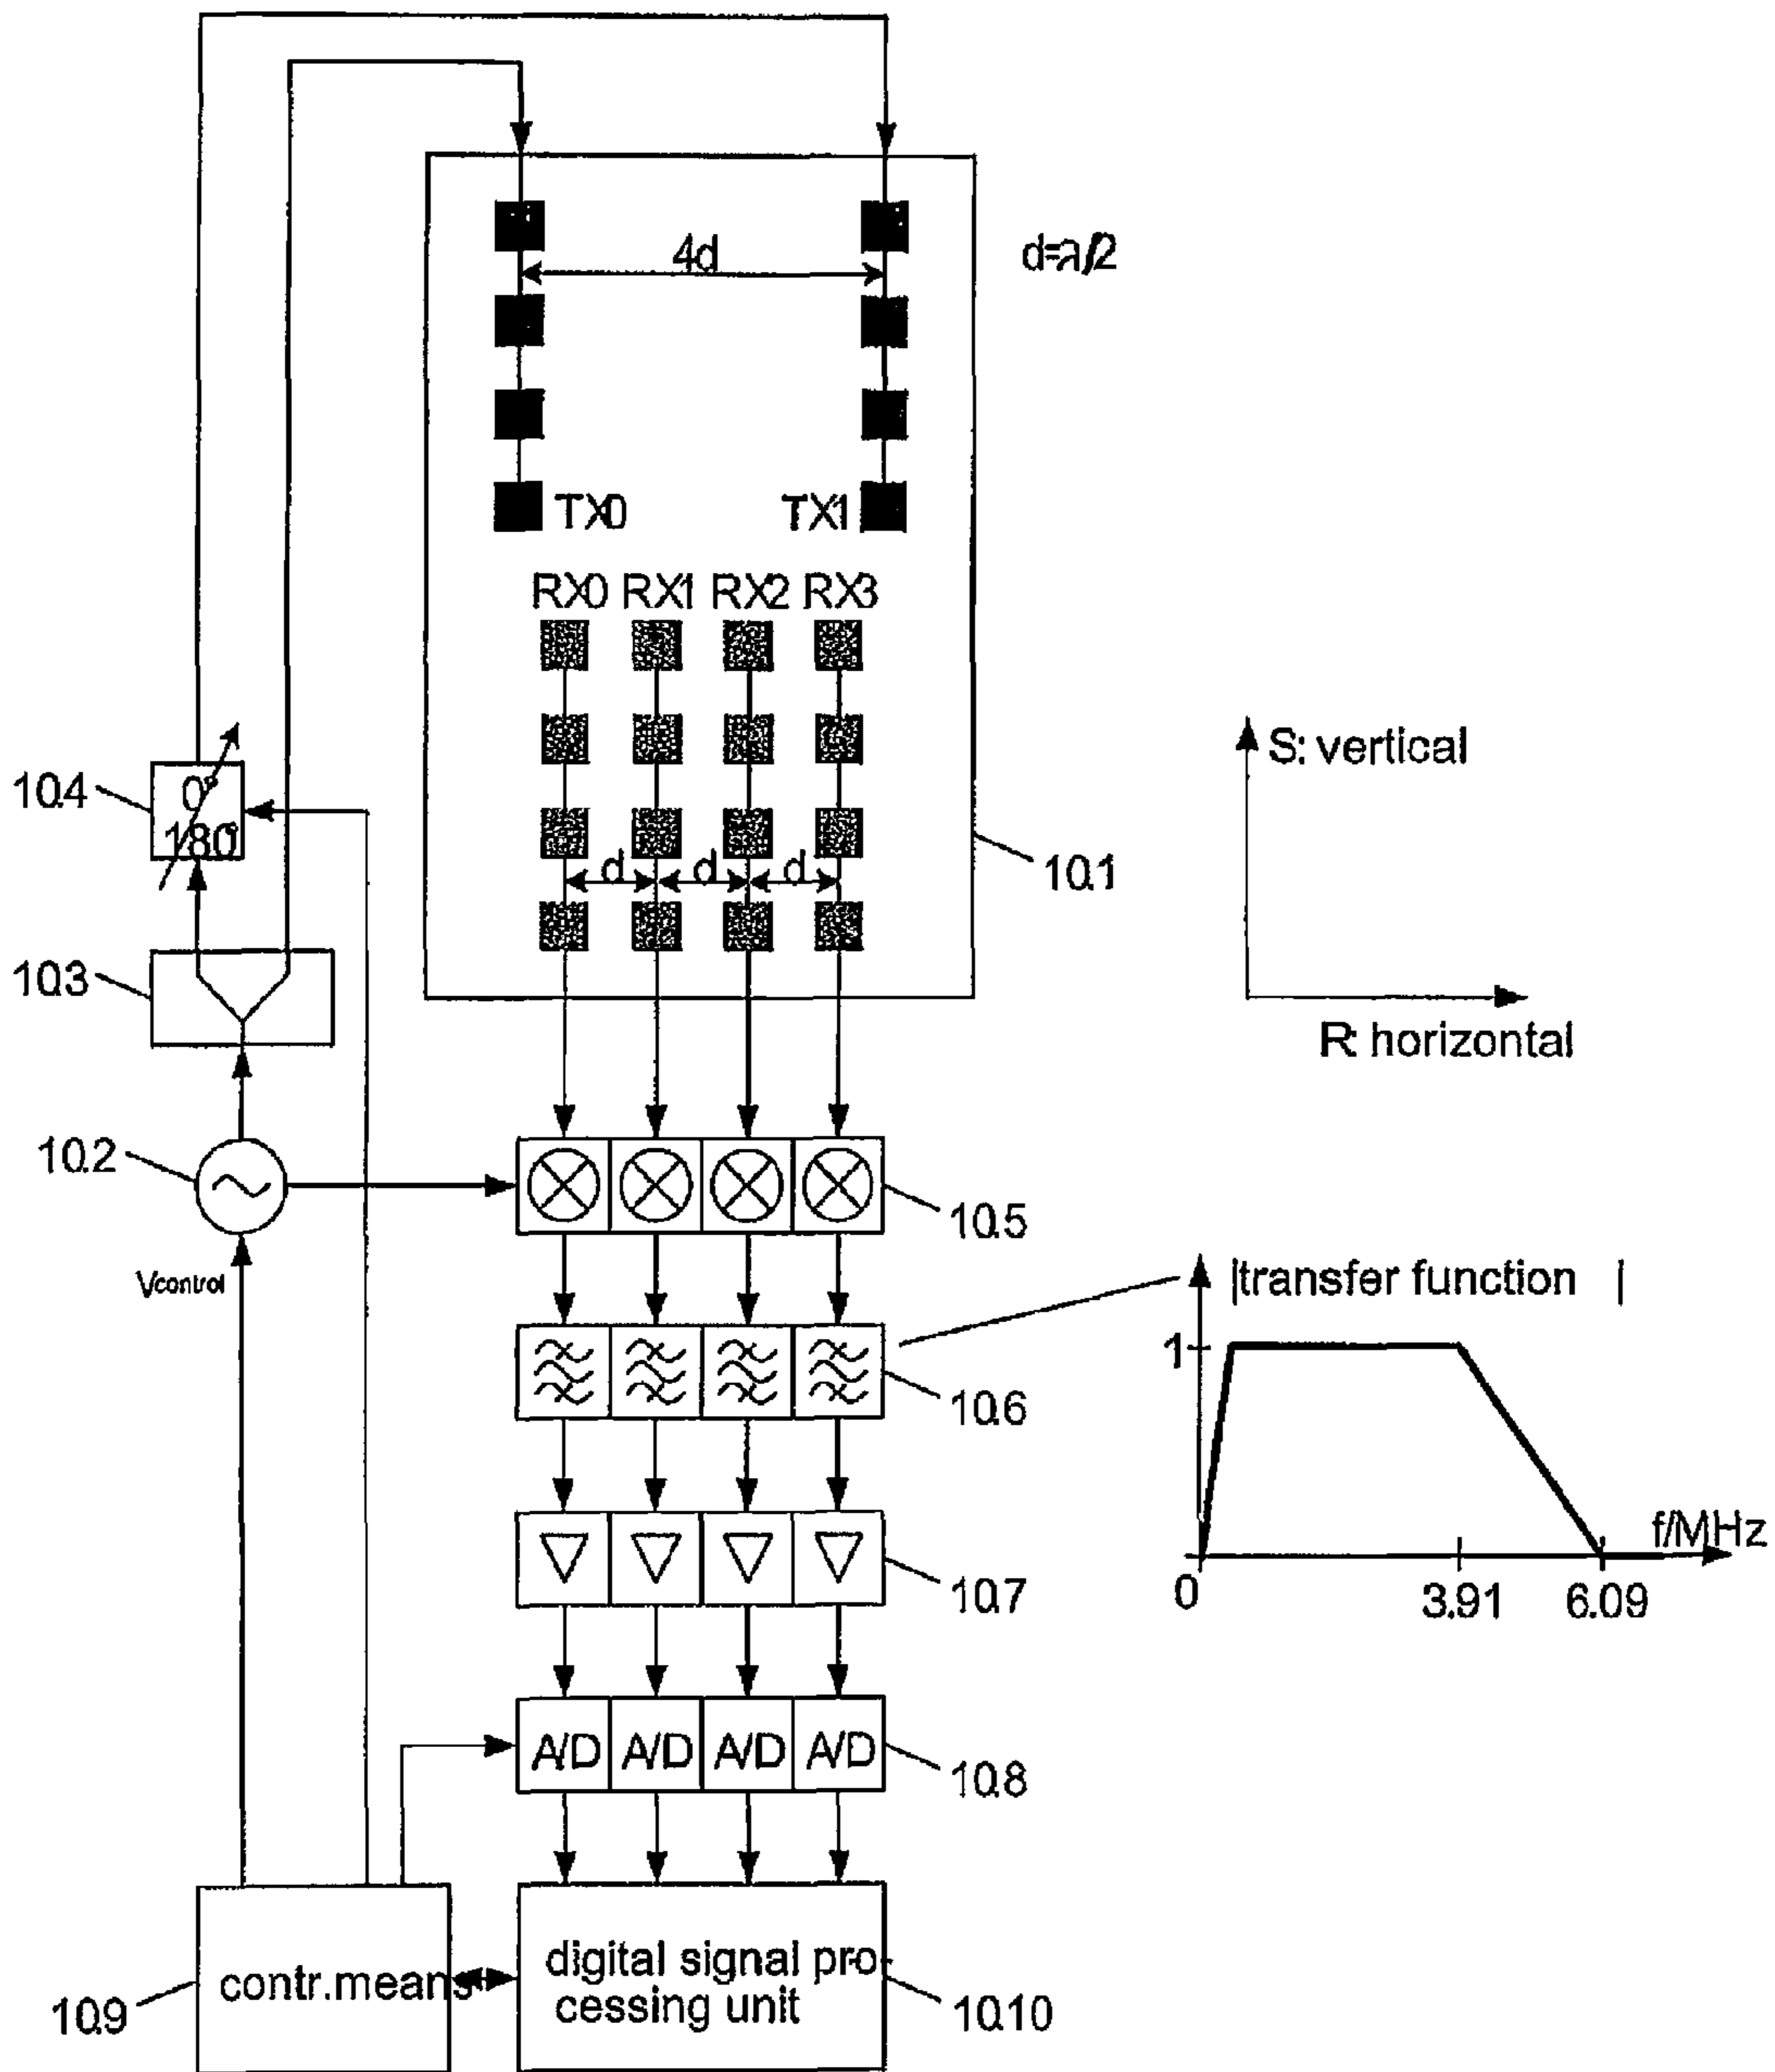 4d
d=λ/2
TX0
TX1
RX0 RX1 RX2 RX3
S: vertical
10.4
0°
180°
d d d
10.1
10.3
R: horizontal
10.2
10.5
Vcontrol
|transfer function |
1
10.6
f/MHz
0
3.91
6.09
10.7
A/D A/D A/D A/D
10.8
contr.means
digital signal pro-
cessing unit
10.9
10.10